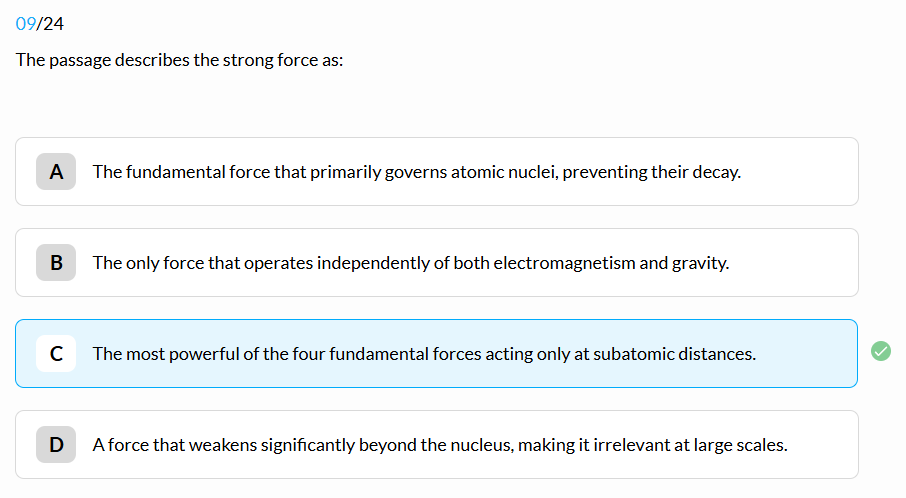 09/24
The passage describes the strong force as:
A The fundamental force that primarily governs atomic nuclei, preventing their decay.
B The only force that operates independently of both electromagnetism and gravity.
C The most powerful of the four fundamental forces acting only at subatomic distances.
D A force that weakens significantly beyond the nucleus, making it irrelevant at large scales.